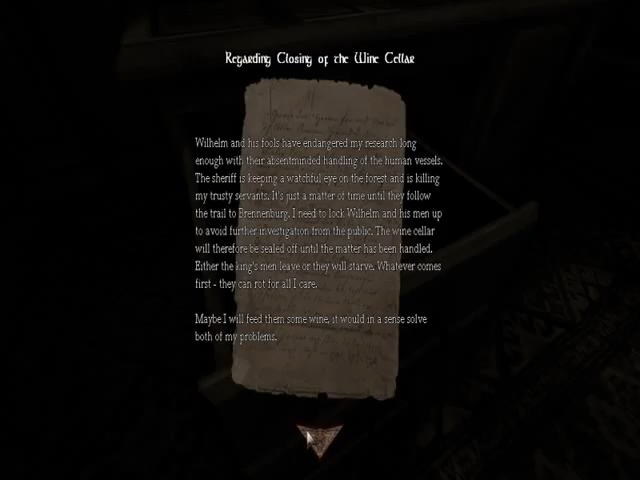 Regarding Closing of the Wine Cellar
Wilhelm and his fools have endangered my research long
enough with their absentminded handling of the human vessels.
The sheriff is keeping a watchful eye on the forest and is killing
my trusty servants. It's just a matter of time until they follow
the trail to Brennenburg. I need to lock Wilhelm and his men up
to avoid further investigation from the public. The wine cellar
will therefore be sealed off until the matter has been handled.
Either the king's men leave or they will starve. Whatever comes
first - they can rot for all I care.
Maybe I will feed them some wine, it would in a sense solve
both of my problems.